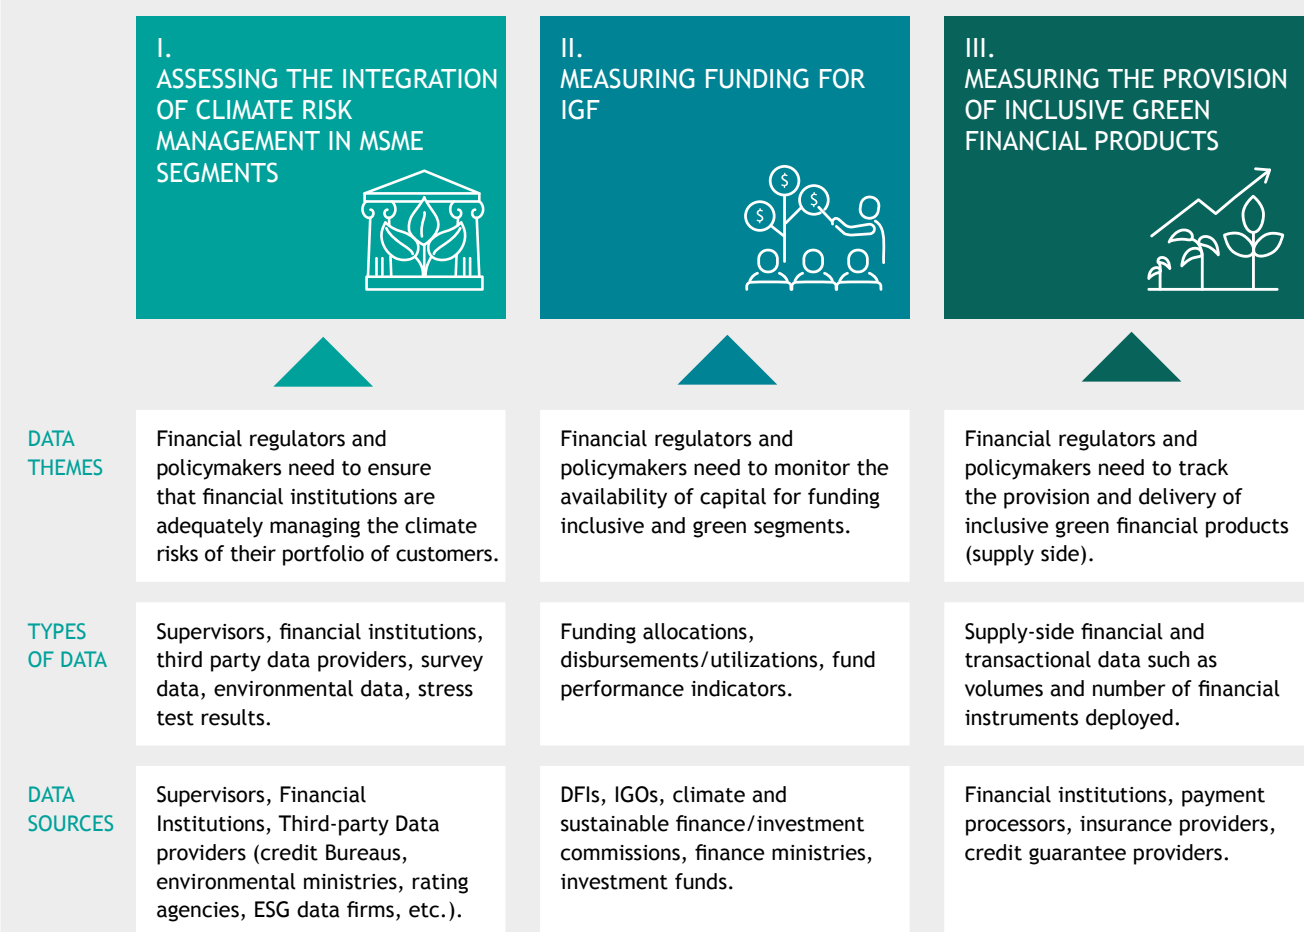 I.
ASSESSING THE INTEGRATION
OF CLIMATE RISK
MANAGEMENT IN MSME
SEGMENTS
II.
MEASURING FUNDING FOR
IGF
$
$
$
III.
MEASURING THE PROVISION
OF INCLUSIVE GREEN
FINANCIAL PRODUCTS
DATA
THEMES
Financial regulators and
policymakers need to ensure
that financial institutions are
adequately managing the climate
risks of their portfolio of customers.
Financial regulators and
policymakers need to monitor the
availability of capital for funding
inclusive and green segments.
Financial regulators and
policymakers need to track
the provision and delivery of
inclusive green financial products
(supply side).
TYPES
OF DATA
Supervisors, financial institutions,
third party data providers, survey
data, environmental data, stress
test results.
Funding allocations,
disbursements/utilizations, fund
performance indicators.
Supply-side financial and
transactional data such as
volumes and number of financial
instruments deployed.
DATA
SOURCES
Supervisors, Financial
Institutions, Third-party Data
providers (credit Bureaus,
environmental ministries, rating
agencies, ESG data firms, etc.).
DFIs, IGOs, climate and
sustainable finance/investment
commissions, finance ministries,
investment funds.
Financial institutions, payment
processors, insurance providers,
credit guarantee providers.